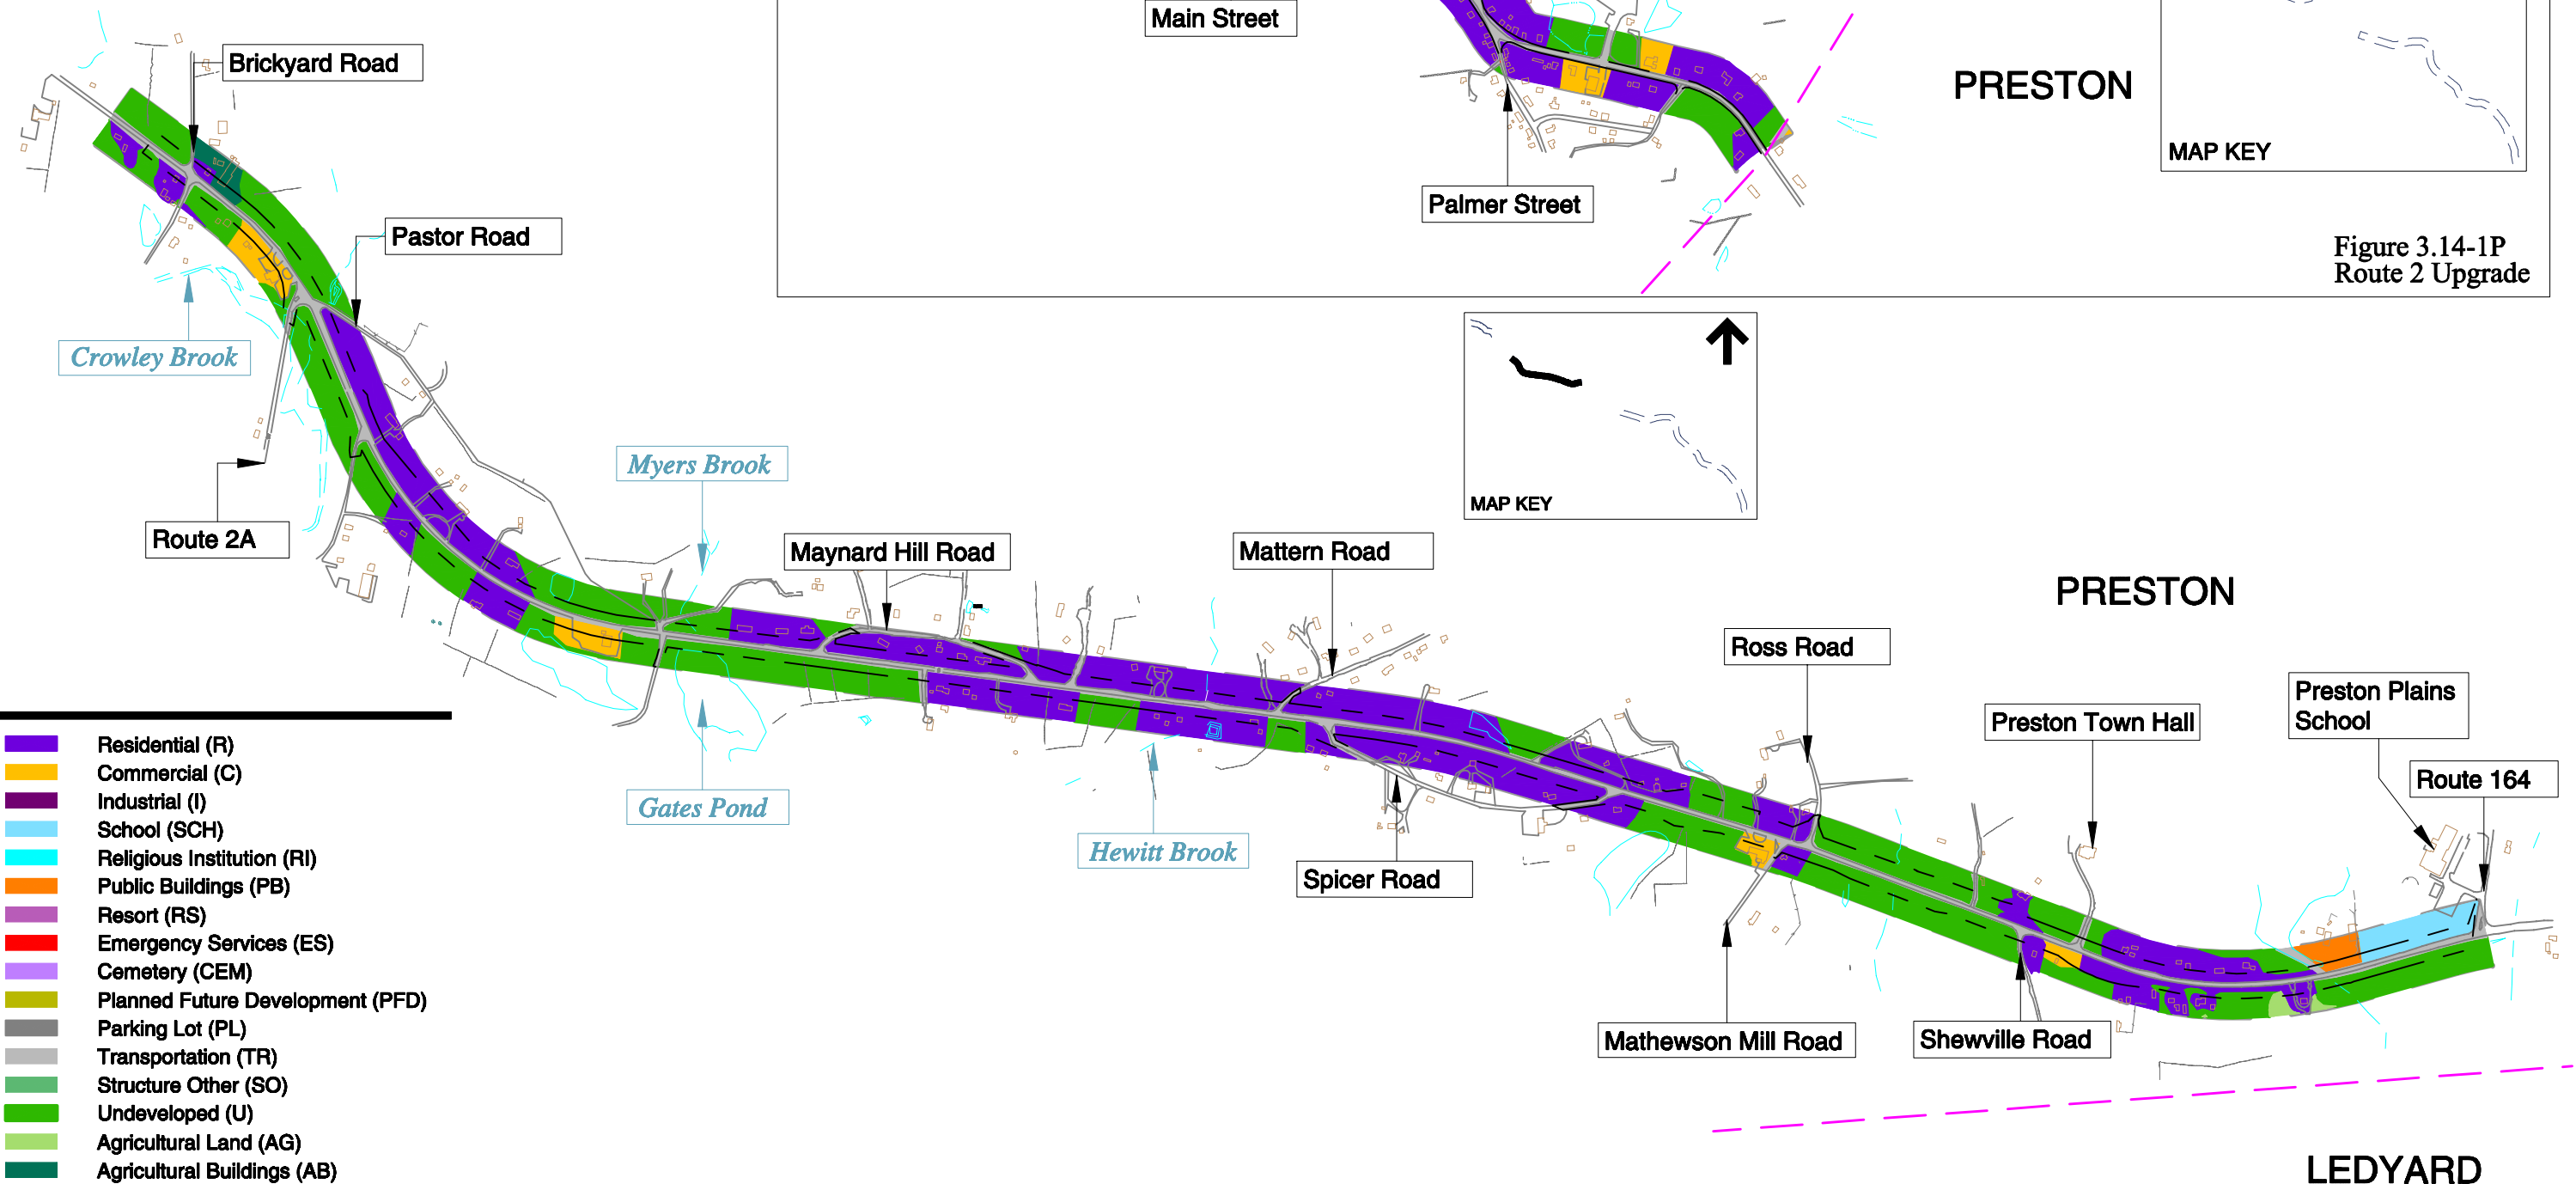 Main Street
Brickyard Road
PRESTON
MAP KEY
Palmer Street
Pastor Road
Figure 3.14-1P
Route 2 Upgrade
Crowley Brook
Myers Brook
MAP KEY
Route 2A
Maynard Hill Road
Mattern Road
PRESTON
Ross Road
Preston Plains
School
Preston Town Hall
Route 164
Gates Pond
Hewitt Brook
Spicer Road
Mathewson Mill Road
Shewville Road
Residential (R)
Commercial (C)
Industrial (I)
School (SCH)
Religious Institution (RI)
Public Buildings (PB)
Resort (RS)
Emergency Services (ES)
Cemetery (CEM)
Planned Future Development (PFD)
Parking Lot (PL)
Transportation (TR)
Structure Other (SO)
Undeveloped (U)
Agricultural Land (AG)
Agricultural Buildings (AB)
LEDYARD